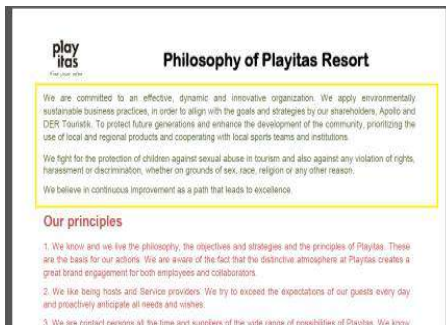 play
itas
Find your calm
Philosophy of Playitas Resort
We are committed to an effective, dynamic and innovative organization. We apply environmentally
sustainable business practices, in order to align with the goals and strategies by our shareholders, Apollo and
DER Touristik. To protect future generations and enhance the development of the community, prioritizing the
use of local and regional products and cooperating with local sports teams and institutions.
We fight for the protection of children against sexual abuse in tourism and also against any violation of rights,
harassment or discrimination, whether on grounds of sex, race, religion or any other reason.
We believe in continuous improvement as a path that leads to excellence.
Our principles
1. We know and we live the philosophy, the objectives and strategies and the principles of Playitas. These
are the basis for our actions. We are aware of the fact that the distinctive atmosphere at Playitas creates a
great brand engagement for both employees and collaborators.
2. We like being hosts and Service providers. We try to exceed the expectations of our guests every day
and proactively anticipate all needs and wishes.
3. We are contact persons all the time and suppliers of the wide range of possibilities of Playitas. We know